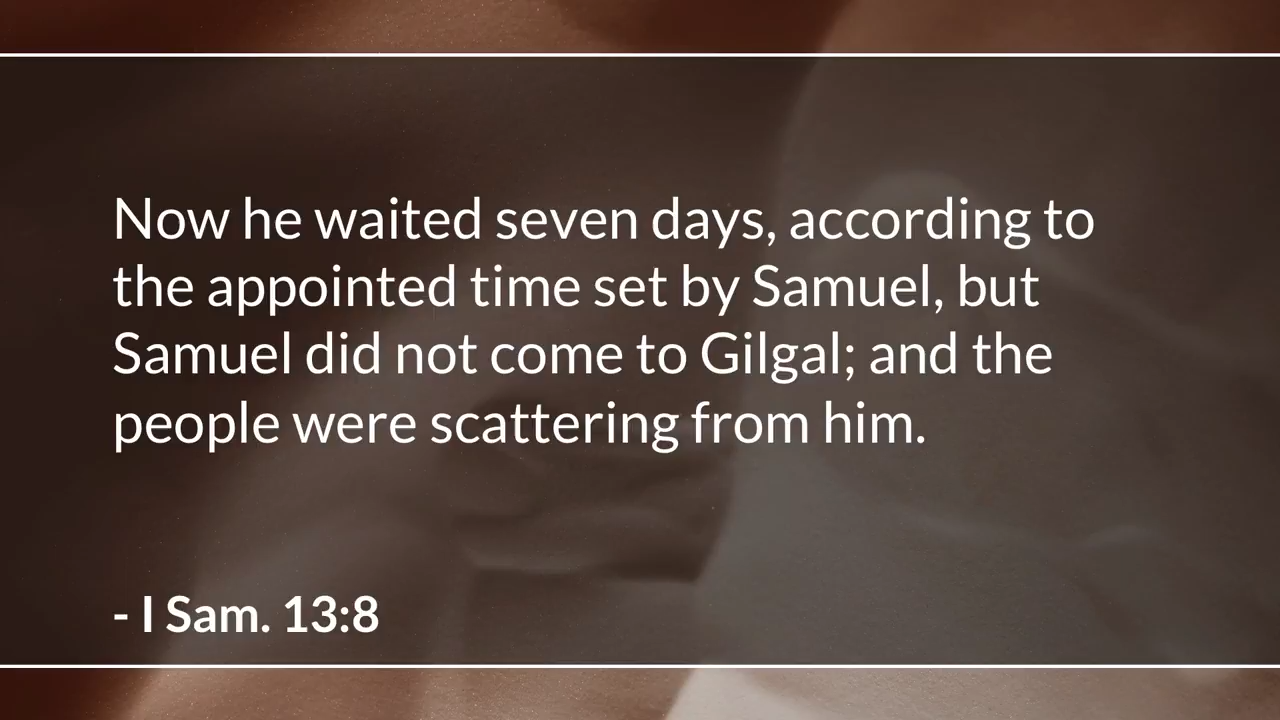 Now he waited seven days, according to
the appointed time set by Samuel, but
Samuel did not come to Gilgal; and the
people were scattering from him.
- I Sam. 13:8